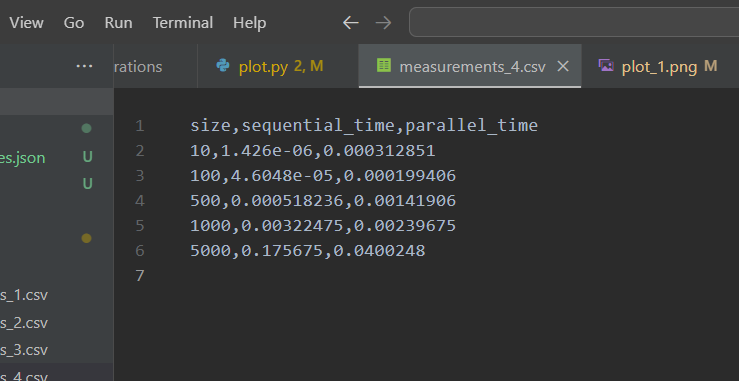 View Go Run Terminal Help
rations
plot.py 2, M
measurements_4.csv
plot_1.png M
es.json U
U
s_1.csv
s_2.csv
s_3.csv
s_4.csv
1 size,sequential_time,parallel_time
2 10,1.426e-06,0.000312851
3 100,4.6048e-05,0.000199406
4 500,0.000518236,0.00141906
5 1000,0.00322475,0.00239675
6 5000,0.175675,0.0400248
7